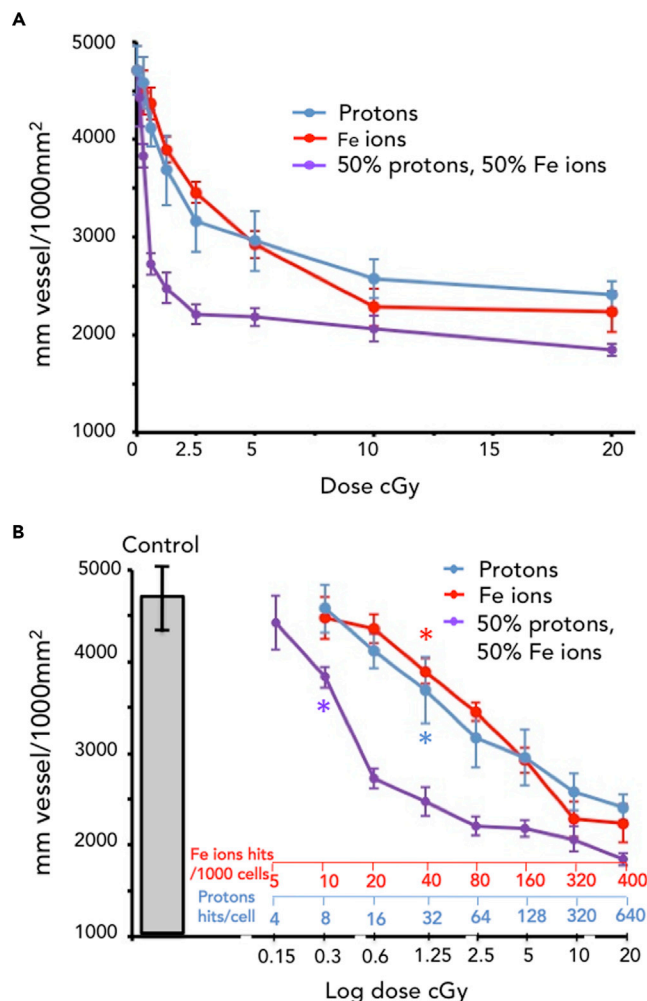 A
5000
4000
3000
2000
1000
mm vessel/1000mm²
Protons
Fe ions
50% protons, 50% Fe ions
0 2.5 5 10 15 20
Dose cGy
B
Control
5000
4000
3000
2000
1000
mm vessel/1000mm²
Protons
Fe ions
50% protons,
50% Fe ions
*
*
*
Fe ions hits
/1000 cells
5 10 20 40 80 160 320 400
Protons
hits/cell
4 8 16 32 64 128 320 640
0.15 0.3 0.6 1.25 2.5 5 10 20
Log dose cGy